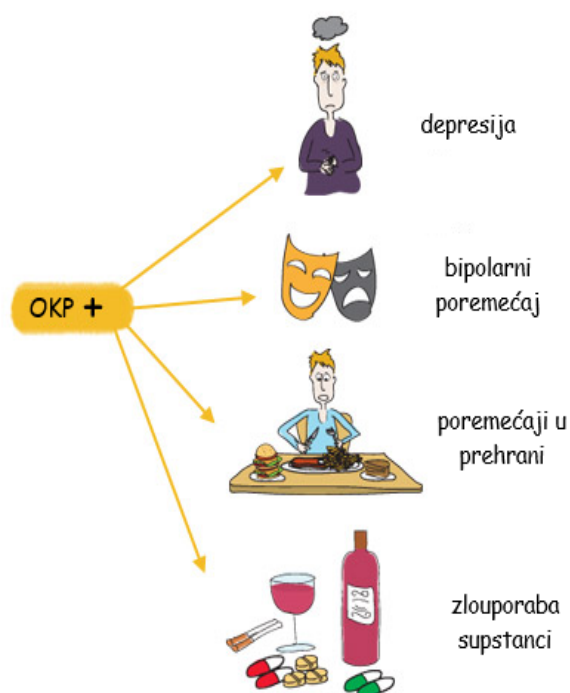 depresija
bipolarni
poremećaj
OKP +
poremećaji u
prehrani
zlouporaba
supstanci